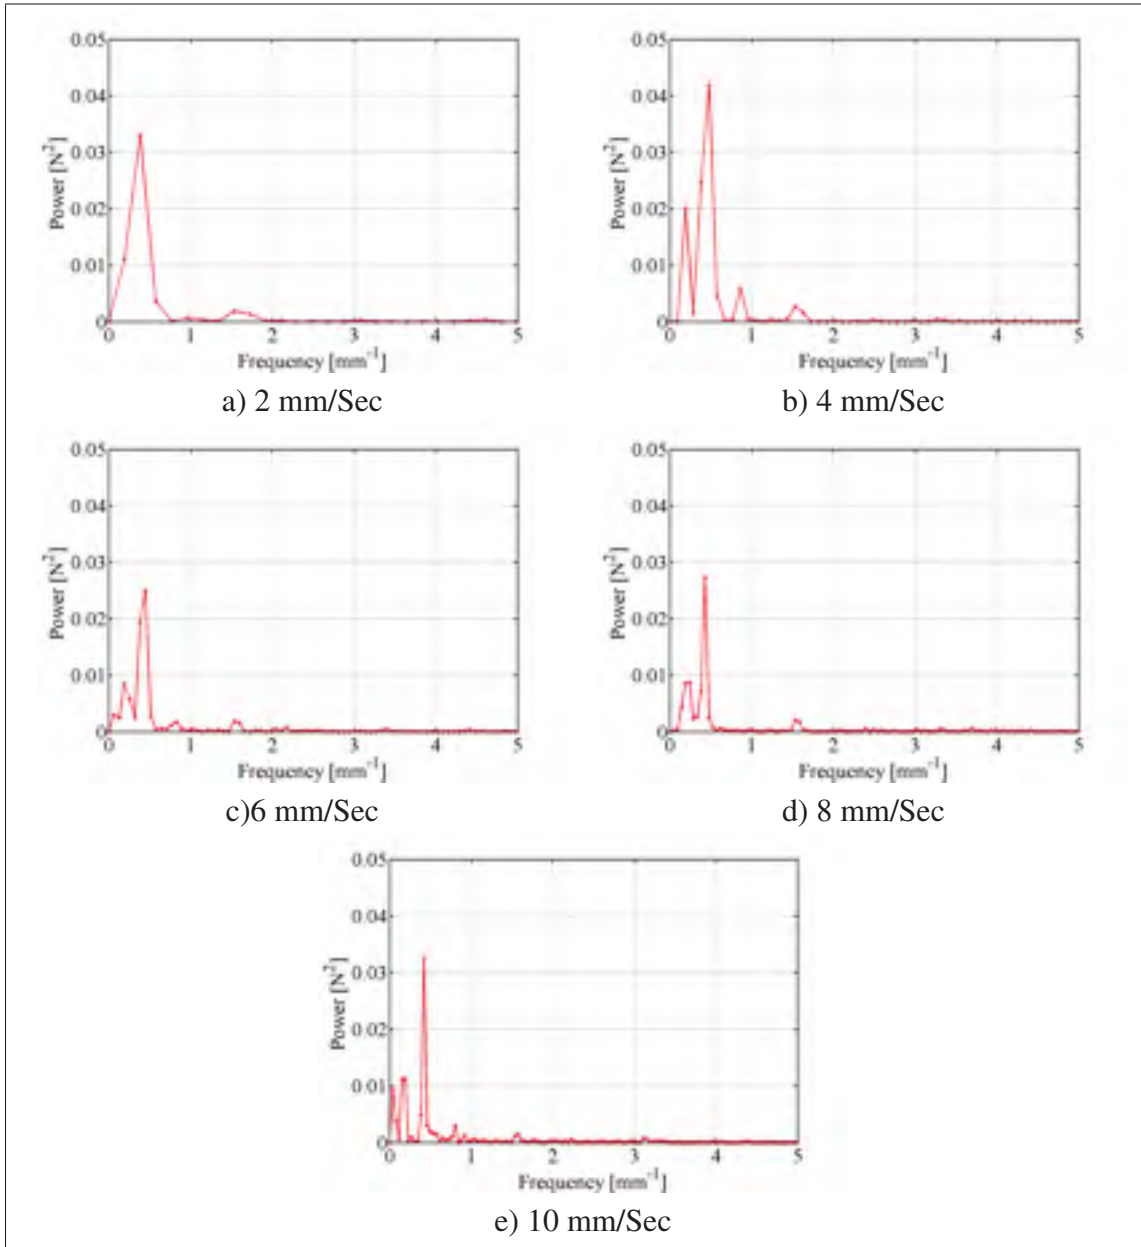 0.05
0.04
0.03
0.02
0.01
0
Power [N²]
0 1 2 3 4 5
Frequency [mm⁻¹]
a) 2 mm/Sec
0.05
0.04
0.03
0.02
0.01
0
Power [N²]
0 1 2 3 4 5
Frequency [mm⁻¹]
b) 4 mm/Sec
0.05
0.04
0.03
0.02
0.01
0
Power [N²]
0 1 2 3 4 5
Frequency [mm⁻¹]
c)6 mm/Sec
0.05
0.04
0.03
0.02
0.01
0
Power [N²]
0 1 2 3 4 5
Frequency [mm⁻¹]
d) 8 mm/Sec
0.05
0.04
0.03
0.02
0.01
0
Power [N²]
0 1 2 3 4 5
Frequency [mm⁻¹]
e) 10 mm/Sec